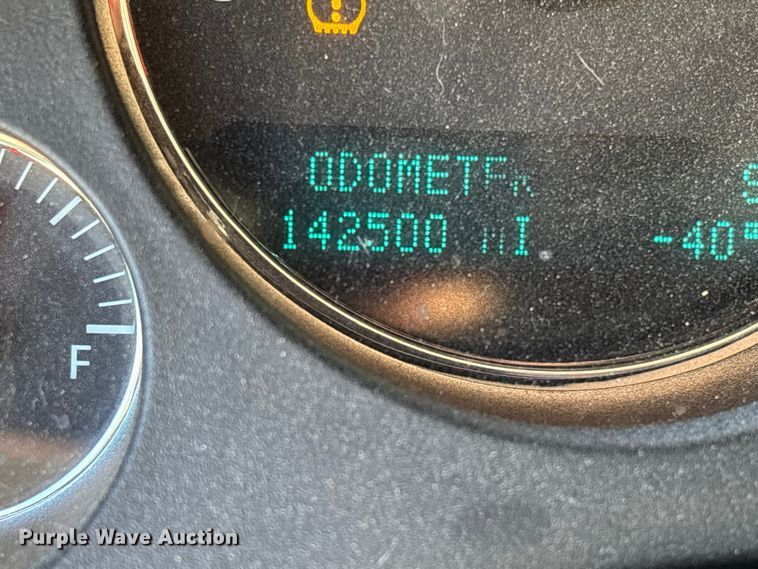 ODOMETER S
142500 mI -40°
F
Purple Wave Auction